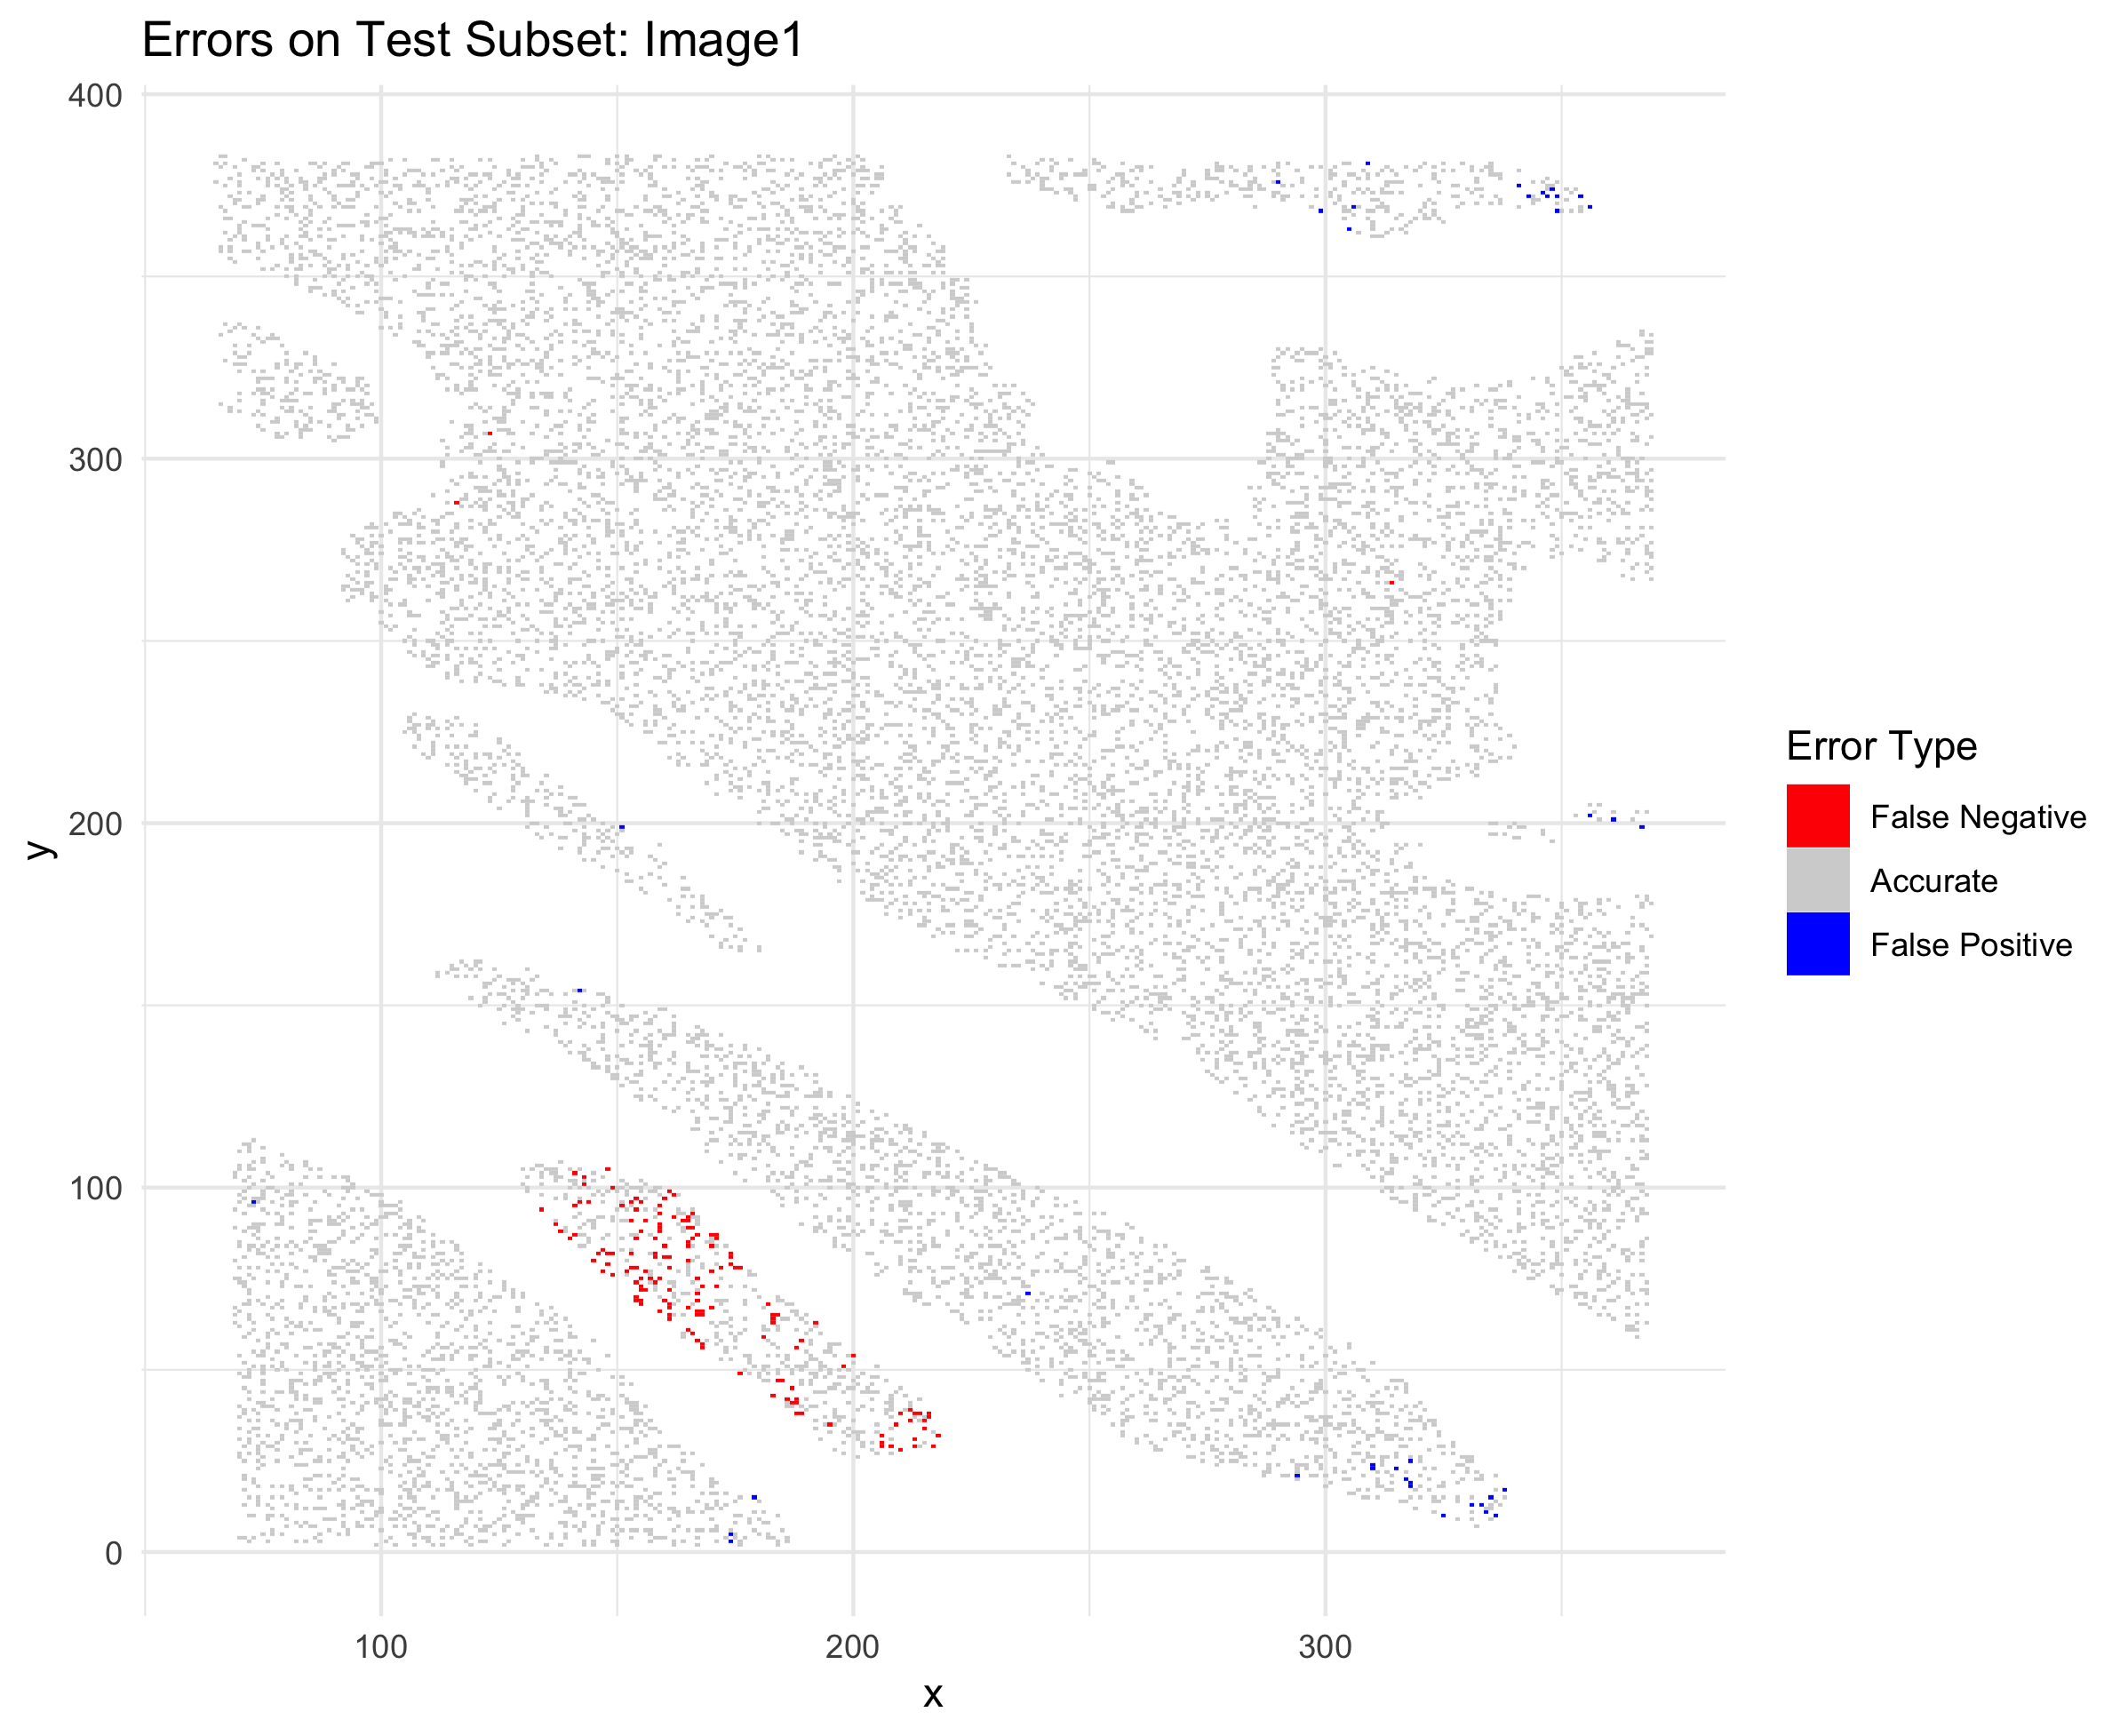 Errors on Test Subset: Image1
400
300
200
100
0
y
100
200
300
x
Error Type
False Negative
Accurate
False Positive